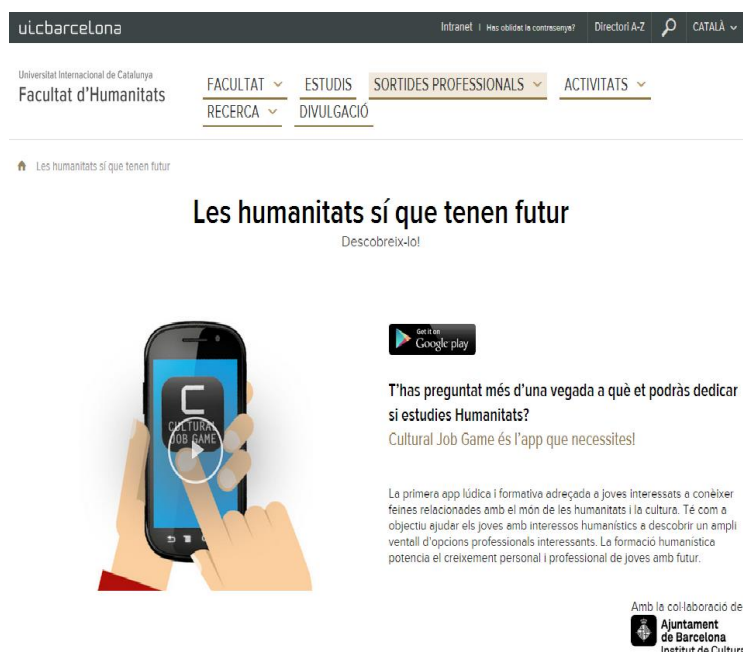 uicbarcelona
Intranet | Has oblidat la contrasenya? Directori A-Z CATALÀ
Universitat Internacional de Catalunya
Facultat d'Humanitats
FACULTAT ESTUDIS SORTIDES PROFESSIONALS ACTIVITATS
RECERCA DIVULGACIÓ
Les humanitats sí que tenen futur
Les humanitats sí que tenen futur
Descobreix-lo!
Get it on
Google play
C
CULTURAL
JOB GAME
T'has preguntat més d'una vegada a què et podràs dedicar
si estudies Humanitats?
Cultural Job Game és l'app que necessites!
La primera app lúdica i formativa adreçada a joves interessats a conèixer
feines relacionades amb el món de les humanitats i la cultura. Té com a
objectiu ajudar els joves amb interessos humanístics a descobrir un ampli
ventall d'opcions professionals interessants. La formació humanística
potencia el creixement personal i professional de joves amb futur.
Amb la col·laboració de
Ajuntament
de Barcelona
Institut de Cultura